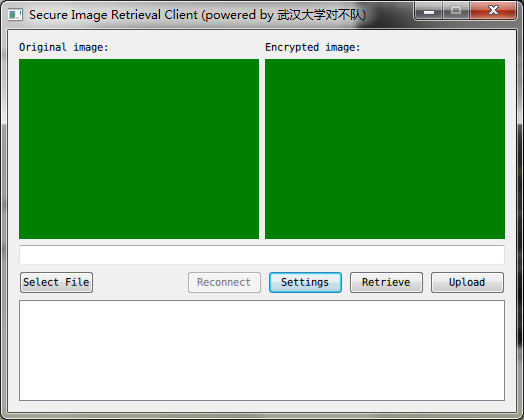 Secure Image Retrieval Client (powered by 武汉大学对不队)
Original image: Encrypted image:
Select File Reconnect Settings Retrieve Upload